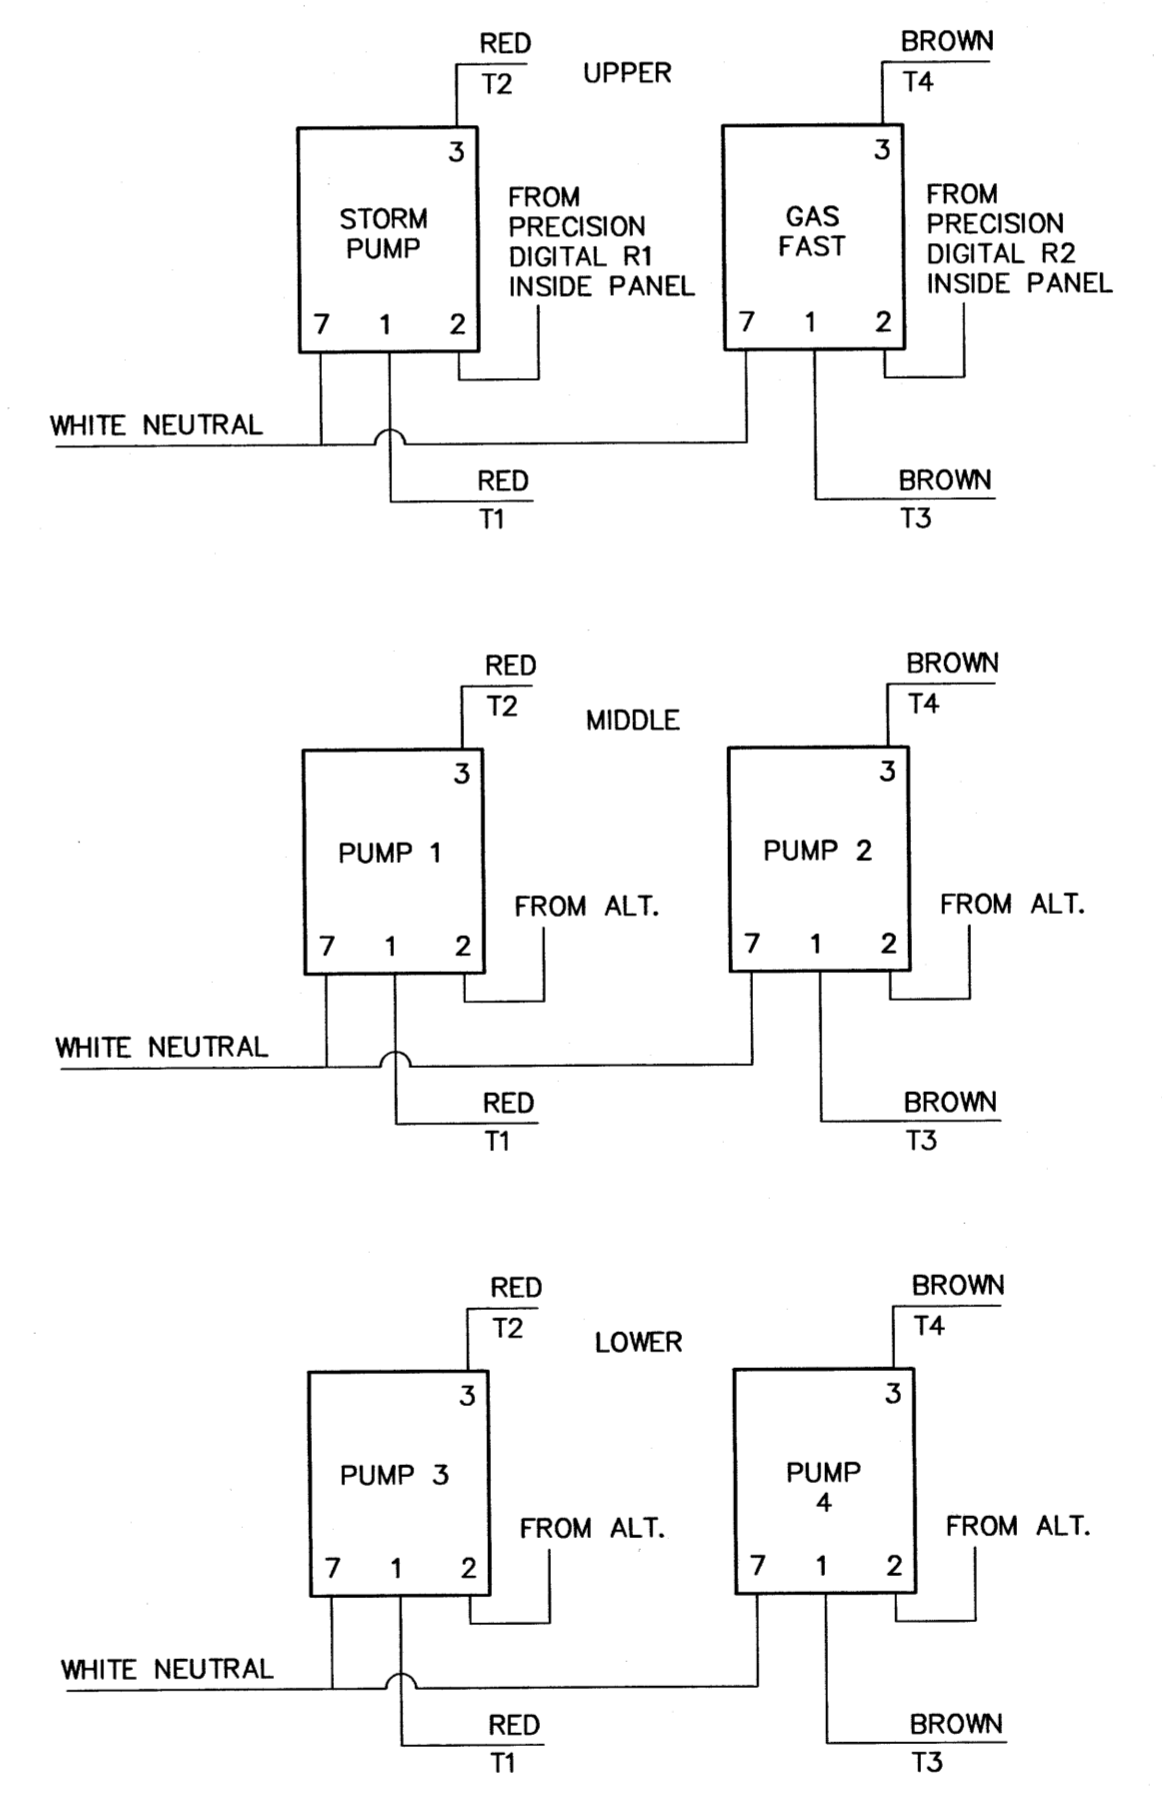 RED
T2
UPPER
BROWN
T4
3
STORM
PUMP
7 1 2
FROM
PRECISION
DIGITAL R1
INSIDE PANEL
3
GAS
FAST
7 1 2
FROM
PRECISION
DIGITAL R2
INSIDE PANEL
WHITE NEUTRAL
RED
T1
BROWN
T3
RED
T2
MIDDLE
BROWN
T4
3
PUMP 1
7 1 2
FROM ALT.
3
PUMP 2
7 1 2
FROM ALT.
WHITE NEUTRAL
RED
T1
BROWN
T3
RED
T2
LOWER
BROWN
T4
3
PUMP 3
7 1 2
FROM ALT.
3
PUMP
4
7 1 2
FROM ALT.
WHITE NEUTRAL
RED
T1
BROWN
T3